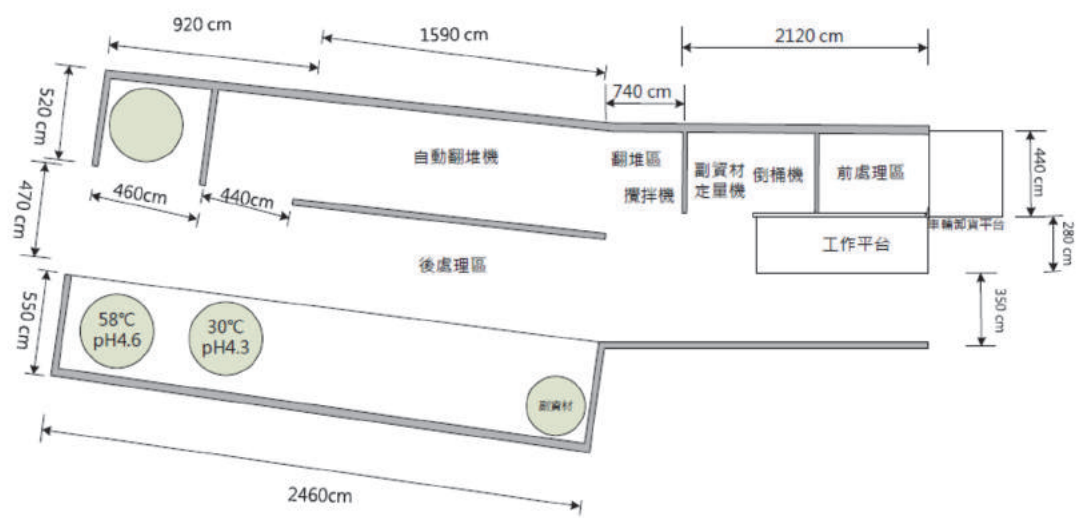 920 cm
1590 cm
2120 cm
740 cm
520 cm
470 cm
460cm
440cm
自動翻堆機
翻堆區
攪拌機
副資材
定量機
倒桶機
前處理區
440 cm
車輛卸貨平台
工作平台
280 cm
後處理區
350 cm
550 cm
58℃
pH4.6
30℃
pH4.3
副資材
2460cm